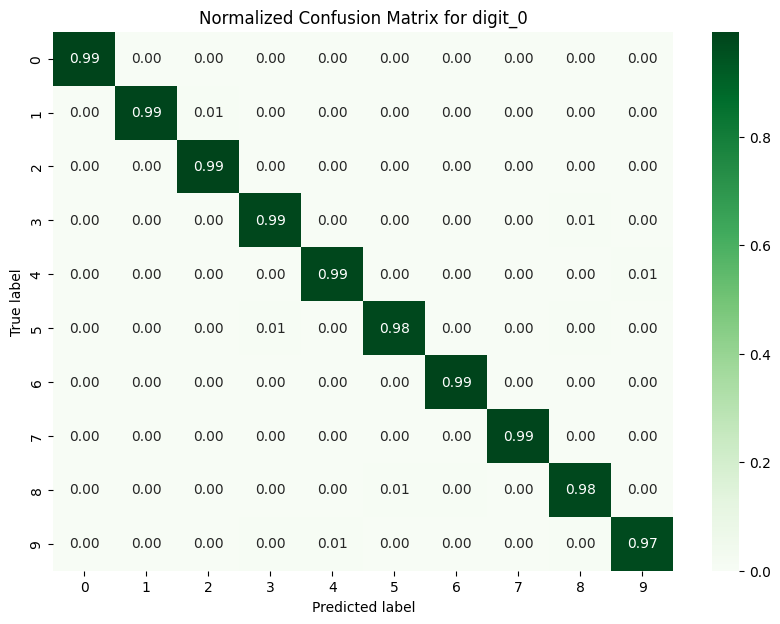 Normalized Confusion Matrix for digit_0
0 0.99 0.00 0.00 0.00 0.00 0.00 0.00 0.00 0.00 0.00
1 0.00 0.99 0.01 0.00 0.00 0.00 0.00 0.00 0.00 0.00
2 0.00 0.00 0.99 0.00 0.00 0.00 0.00 0.00 0.00 0.00
3 0.00 0.00 0.00 0.99 0.00 0.00 0.00 0.00 0.01 0.00
4 0.00 0.00 0.00 0.00 0.99 0.00 0.00 0.00 0.00 0.01
5 0.00 0.00 0.00 0.01 0.00 0.98 0.00 0.00 0.00 0.00
6 0.00 0.00 0.00 0.00 0.00 0.00 0.99 0.00 0.00 0.00
7 0.00 0.00 0.00 0.00 0.00 0.00 0.00 0.99 0.00 0.00
8 0.00 0.00 0.00 0.00 0.00 0.01 0.00 0.00 0.98 0.00
9 0.00 0.00 0.00 0.00 0.01 0.00 0.00 0.00 0.00 0.97
0 1 2 3 4 5 6 7 8 9
Predicted label
True label
0.8
0.6
0.4
0.2
0.0